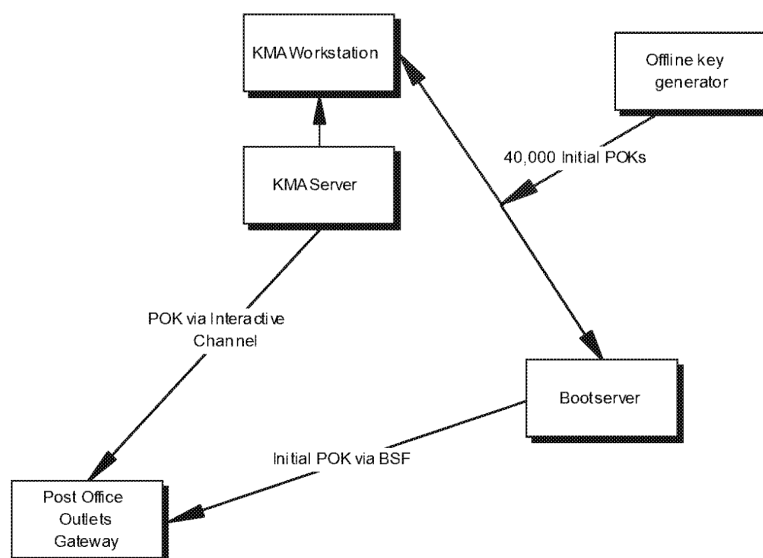 KMA Workstation
Offline key
generator
40,000 Initial POKs
KMA Server
POK via Interactive
Channel
Bootserver
Initial POK via BSF
Post Office
Outlets
Gateway